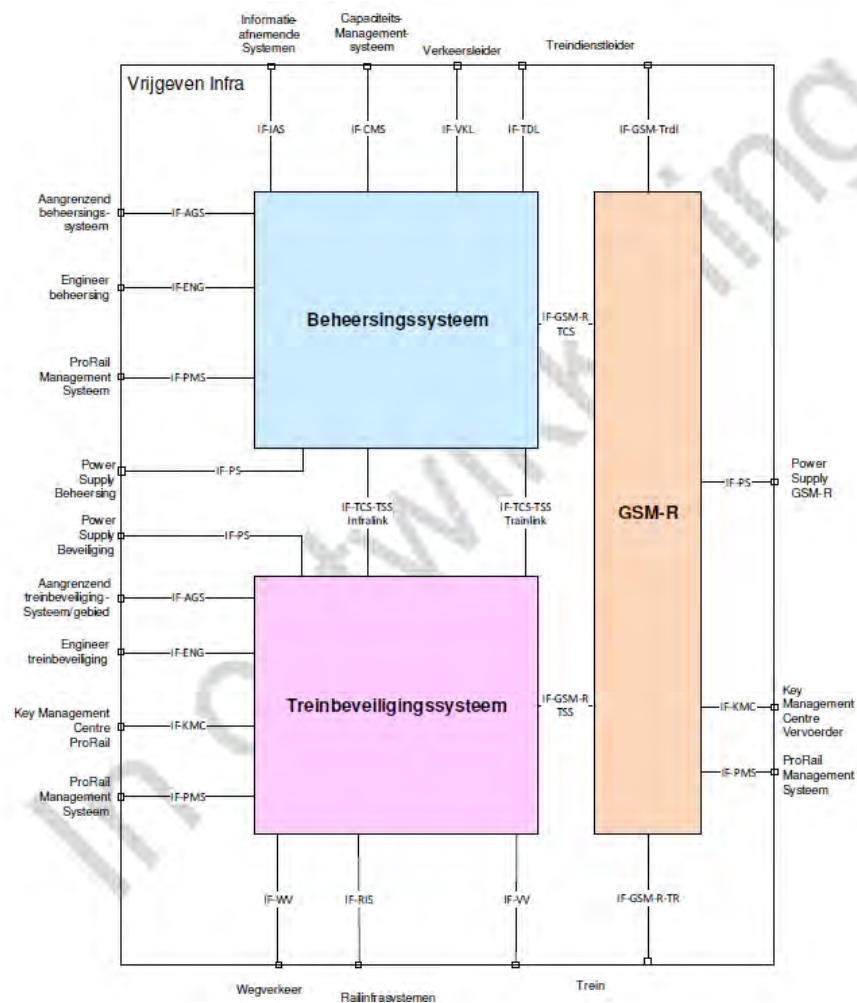 Informatie-
afnemende
Systemen
Capaciteits-
Management-
systeem
Verkeersleider
Treindienstleider
Vrijgeven Infra
IF-IAS
IF-CMS
IF-VKL
IF-TDL
IF-GSM-Trdl
Aangrenzend
beheersings-
systeem
IF-AGS
Engineer
beheersing
IF-ENG
Beheersingssysteem
IF-GSM-R
TCS
ProRail
Management
Systeem
IF-PMS
Power
Supply
Beheersing
IF-PS
IF-TCS-TSS
Infralink
IF-TCS-TSS
Trainlink
GSM-R
IF-PS
Power
Supply
GSM-R
Power
Supply
Beveiliging
IF-PS
Aangrenzend
treinbeveiliging-
Systeem/gebied
IF-AGS
Engineer
treinbeveiliging
IF-ENG
Treinbeveiligingssysteem
IF-GSM-R
TSS
Key Management
Centre
ProRail
IF-KMC
IF-KMC
Key
Management
Centre
Vervoerder
ProRail
Management
Systeem
IF-PMS
IF-PMS
ProRail
Management
Systeem
IF-WV
IF-RIS
IF-VV
IF-GSM-R-TR
Wegverkeer
Railinfrasystemen
Trein
In ontwikkeling